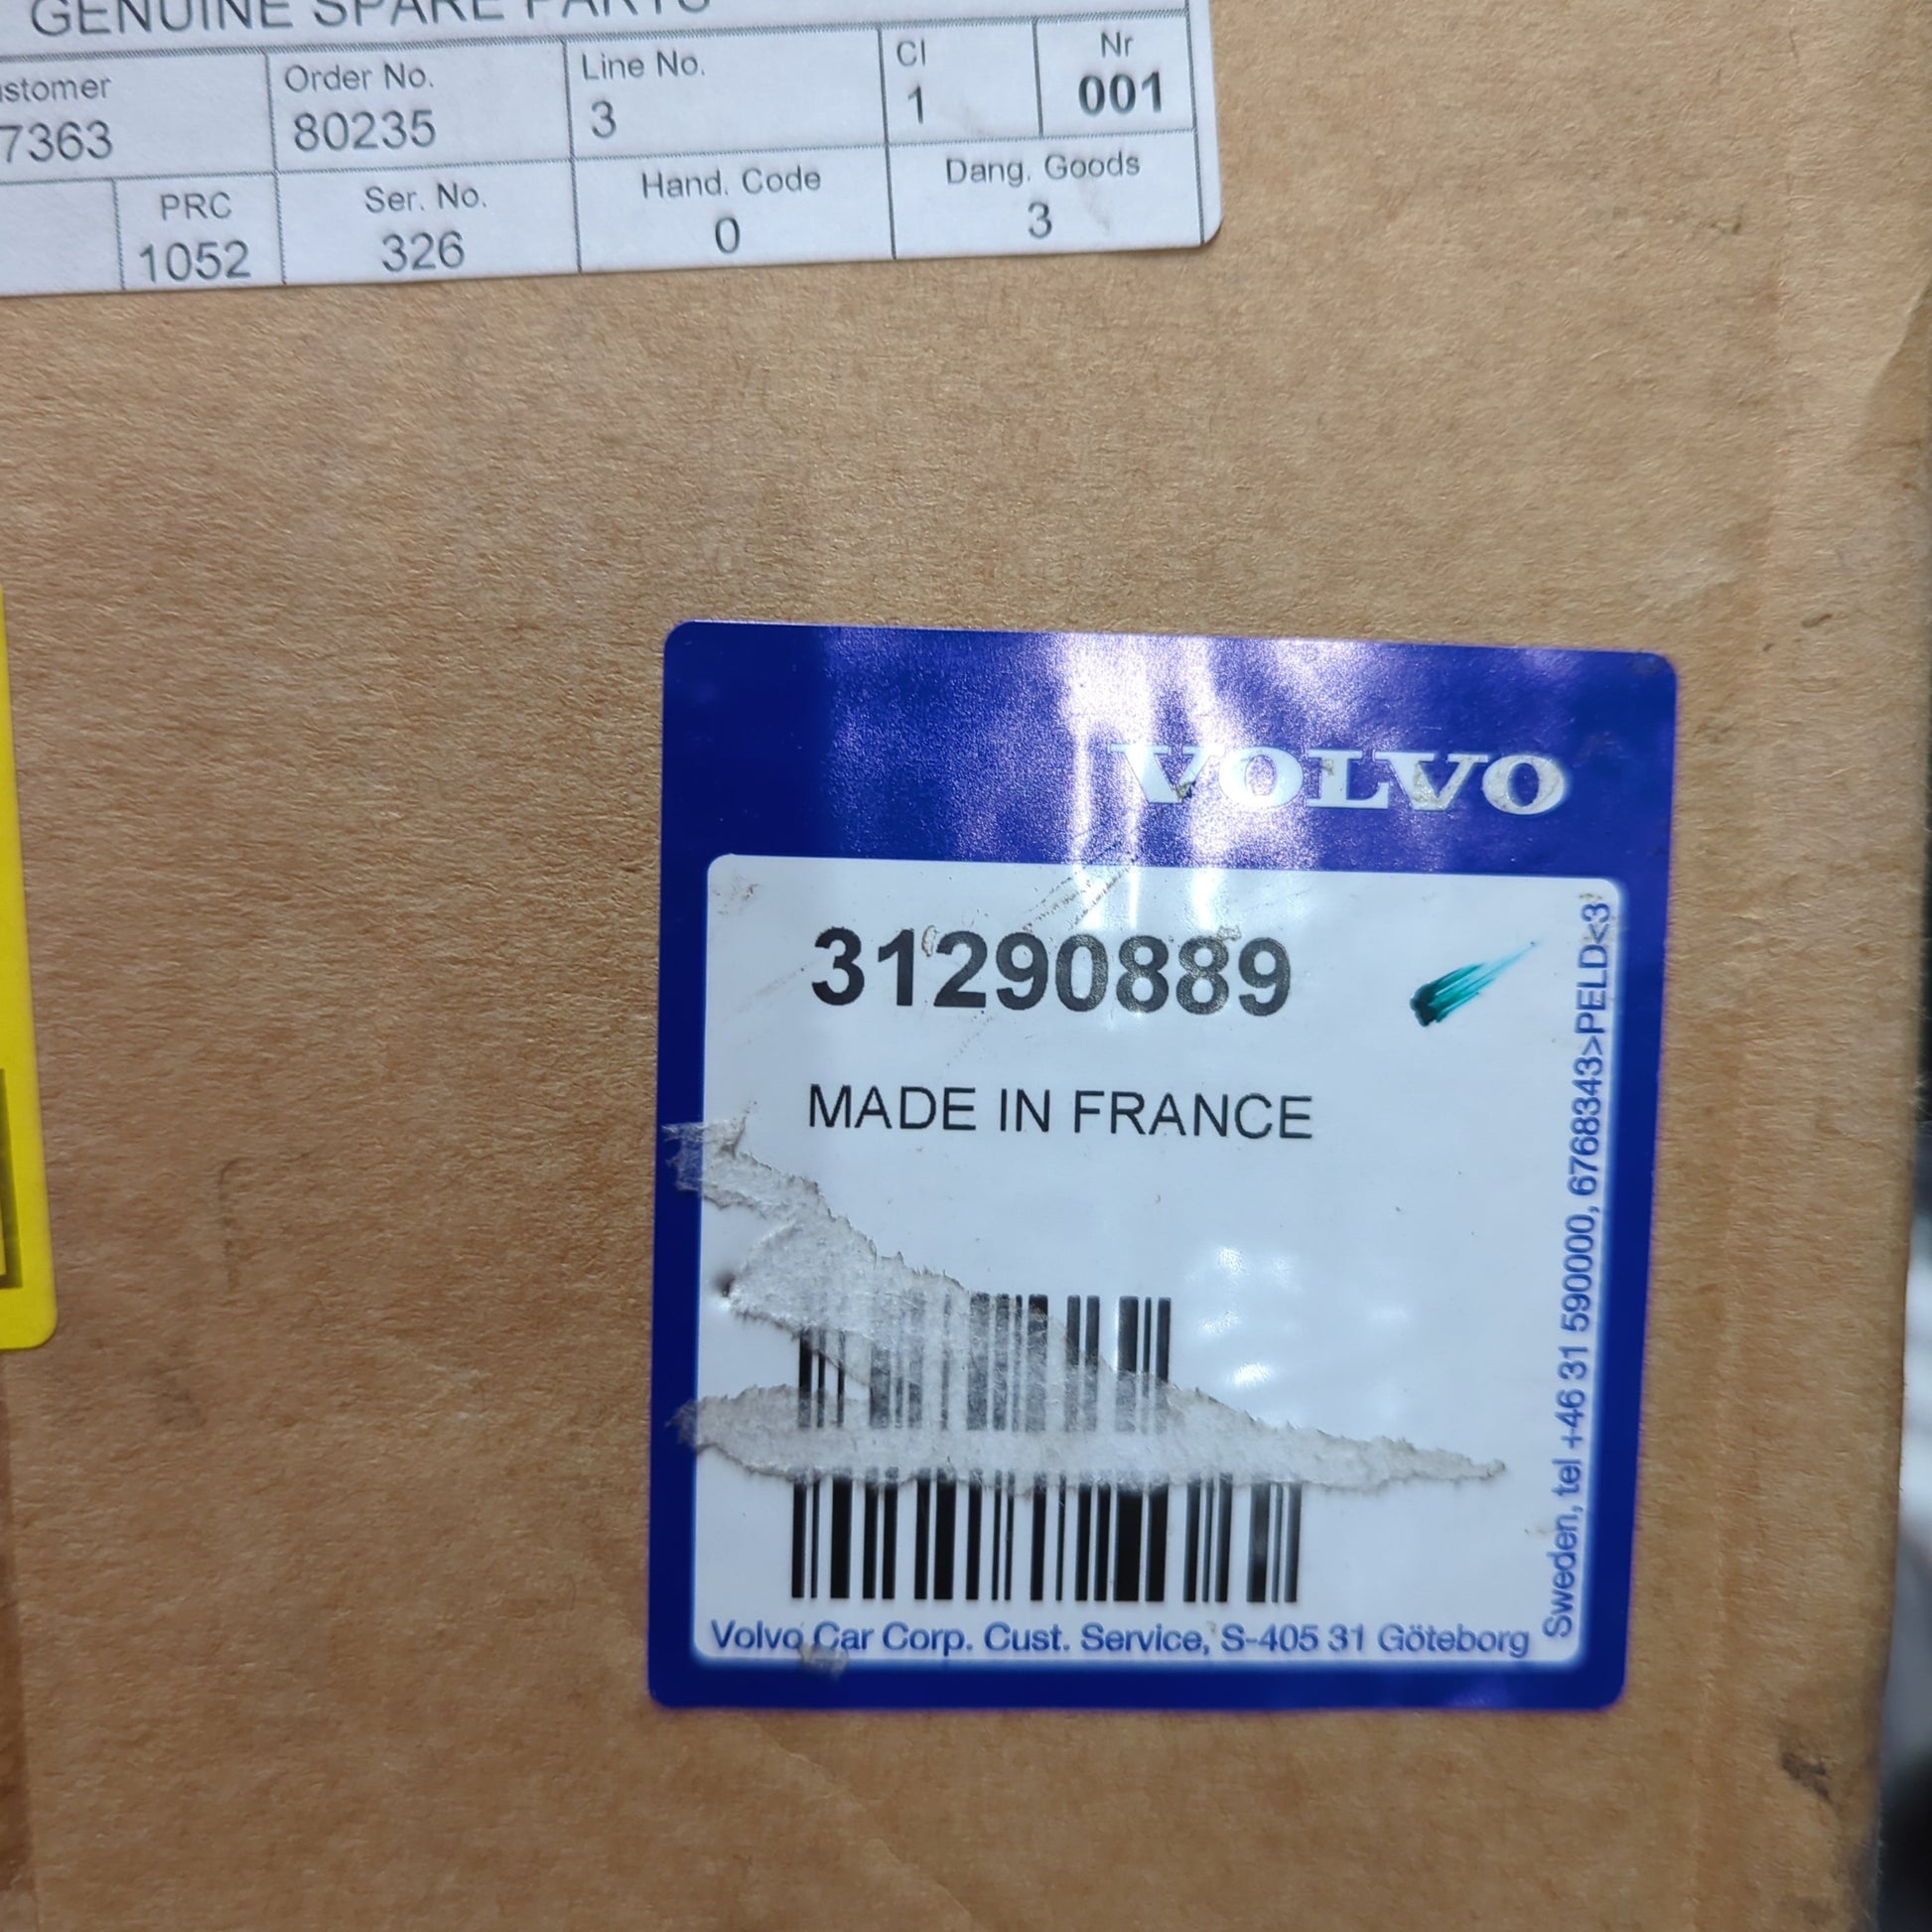 GENUINE SPARE PARTS
Order No. Line No. Cl Nr
7363 80235 3 1 001
PRC Ser. No. Hand. Code Dang. Goods
1052 326 0 3
VOLVO
31290889
MADE IN FRANCE
Volvo Car Corp. Cust. Service, S-405 31 Göteborg
Sweden, tel +46 31 590000, 6768343>PELD<3